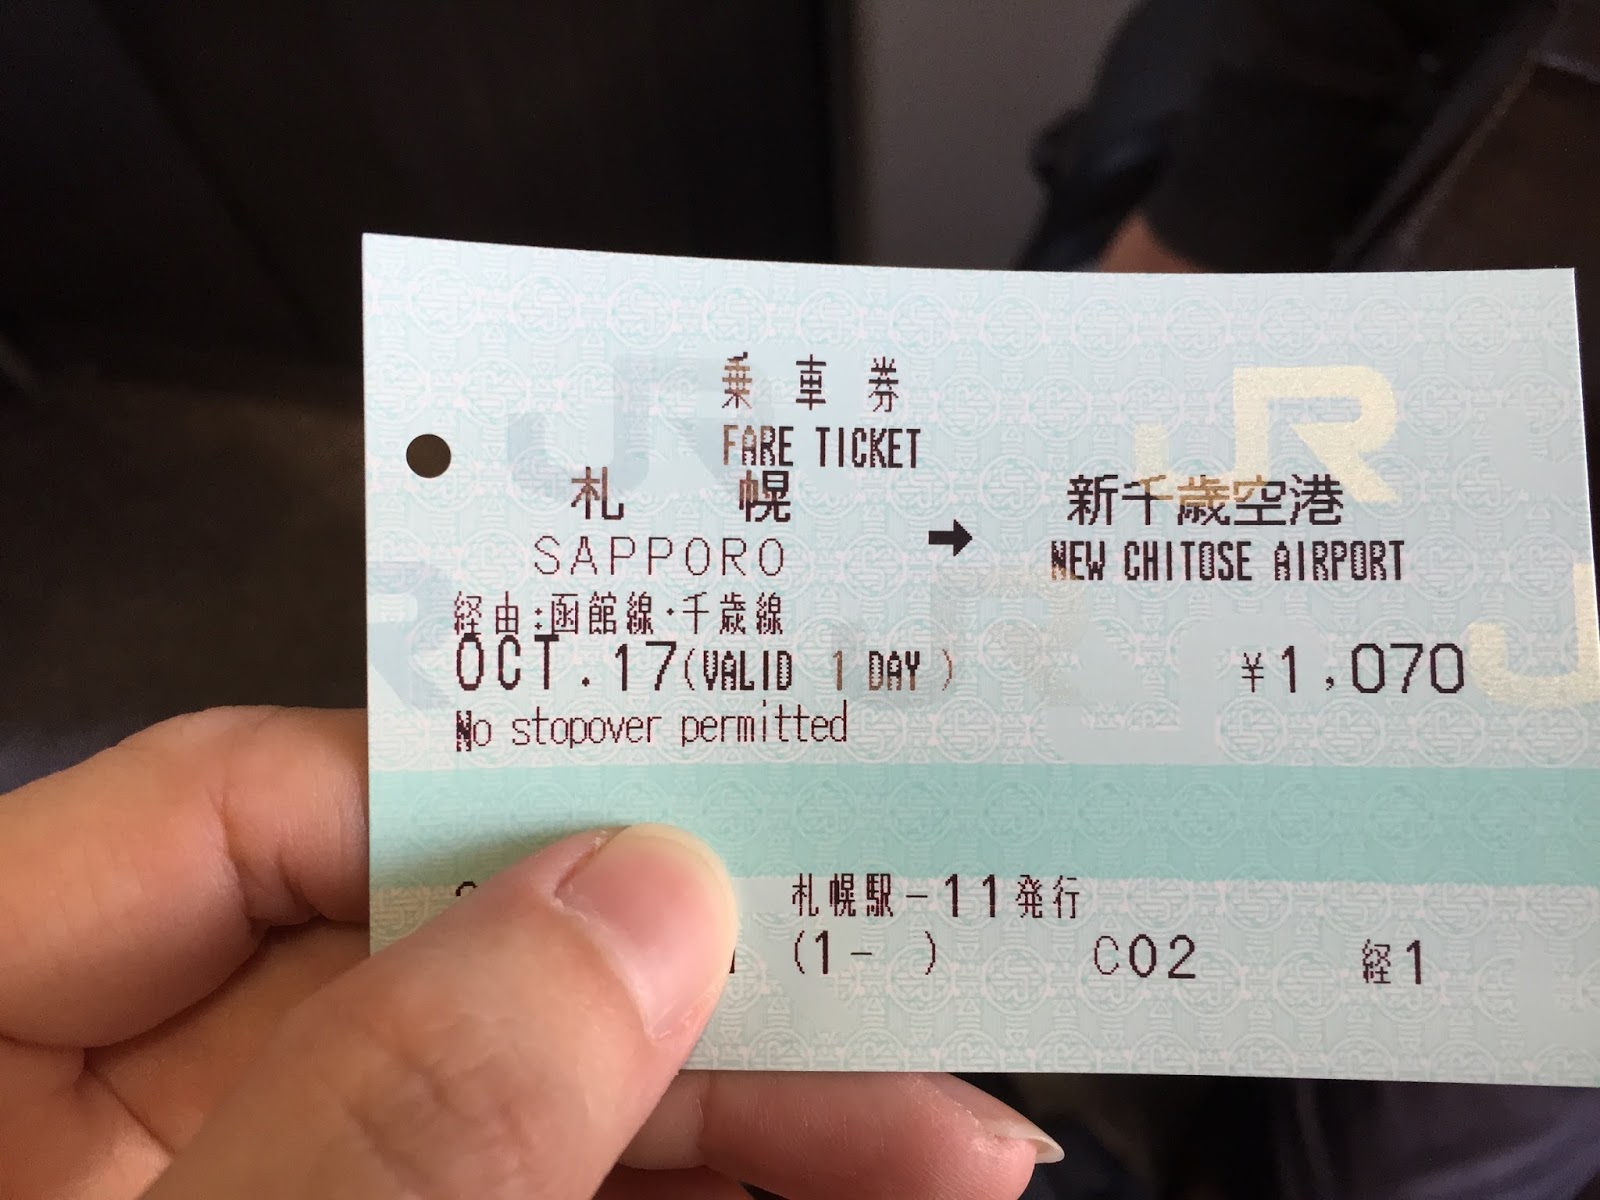 乗車券
FARE TICKET
札幌 → 新千歳空港
SAPPORO NEW CHITOSE AIRPORT
経由:函館線・千歳線
OCT. 17(VALID 1 DAY ) ¥1,070
No stopover permitted
札幌駅-11発行
(1- ) C02 経1
JR